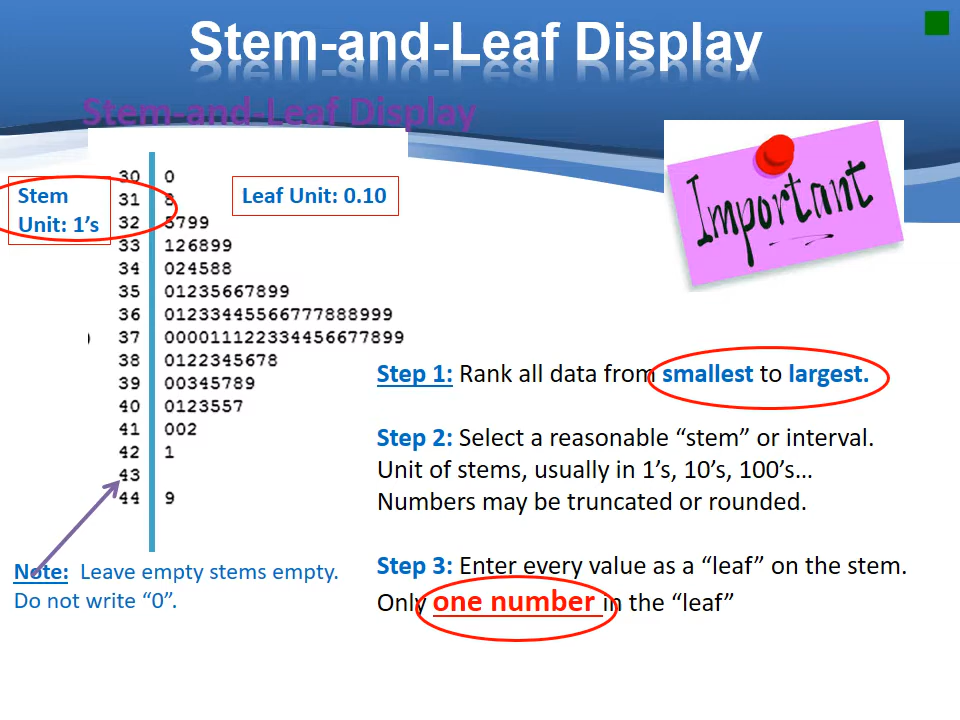 Stem-and-Leaf Display
Stem-and-Leaf Display
Stem
Unit: 1's
Leaf Unit: 0.10
30 0
31 8
32 5799
33 126899
34 024588
35 01235667899
36 01233445566777888999
37 000011122334456677899
38 0122345678
39 00345789
40 0123557
41 002
42 1
43
44 9
Note: Leave empty stems empty.
Do not write “0”.
Important
Step 1: Rank all data from smallest to largest.
Step 2: Select a reasonable “stem” or interval.
Unit of stems, usually in 1’s, 10’s, 100’s…
Numbers may be truncated or rounded.
Step 3: Enter every value as a “leaf” on the stem.
Only one number in the “leaf”